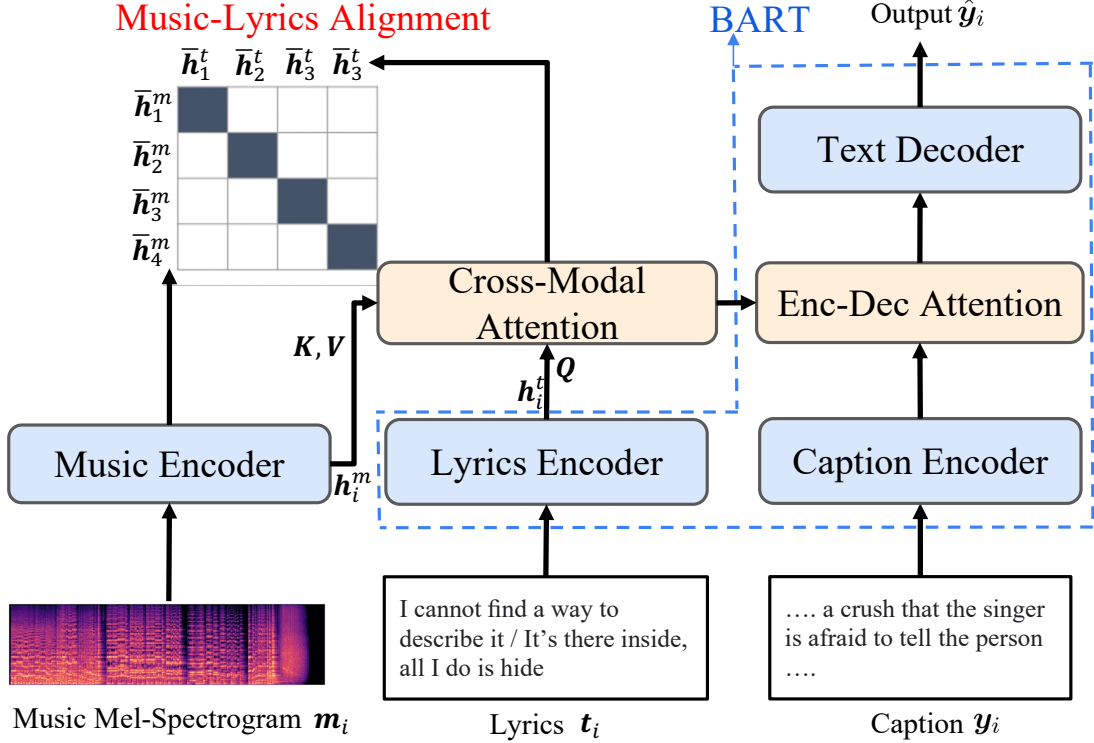 Music-Lyrics Alignment
BART
Output ŷ_i
h̅_1^t h̅_2^t h̅_3^t h̅_3^t
h̅_1^m
h̅_2^m
h̅_3^m
h̅_4^m
Text Decoder
Cross-Modal
Attention
Enc-Dec Attention
K, V
Q
h_i^t
Music Encoder
h_i^m
Lyrics Encoder
Caption Encoder
I cannot find a way to
describe it / It’s there inside,
all I do is hide
…. a crush that the singer
is afraid to tell the person
….
Music Mel-Spectrogram m_i
Lyrics t_i
Caption y_i